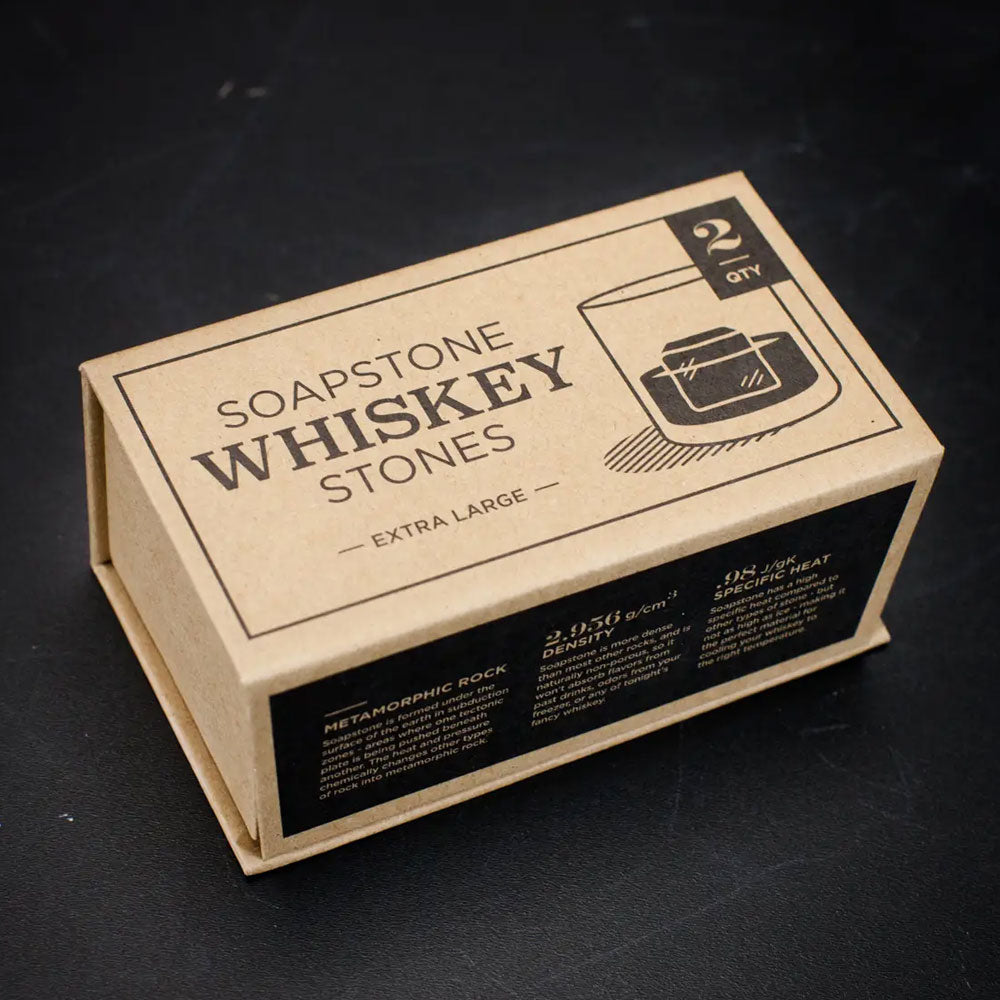 2
QTY
SOAPSTONE
WHISKEY
STONES
— EXTRA LARGE —
METAMORPHIC ROCK
Soapstone is formed under the
surface of the earth in subduction
zones - areas where one tectonic
plate is being pushed beneath
another. The heat and pressure
chemically changes other types
of rock into metamorphic rock.
2.956 g/cm³
DENSITY
Soapstone is more dense
than most other rocks, and is
naturally non-porous, so it
won't absorb flavors from
past drinks, odors from your
freezer, or any of tonight's
fancy whiskey.
.98 J/gK
SPECIFIC HEAT
Soapstone has a high
specific heat compared to
other types of stone - but
not as high as ice - making it
the perfect material for
cooling your whiskey to
the right temperature.